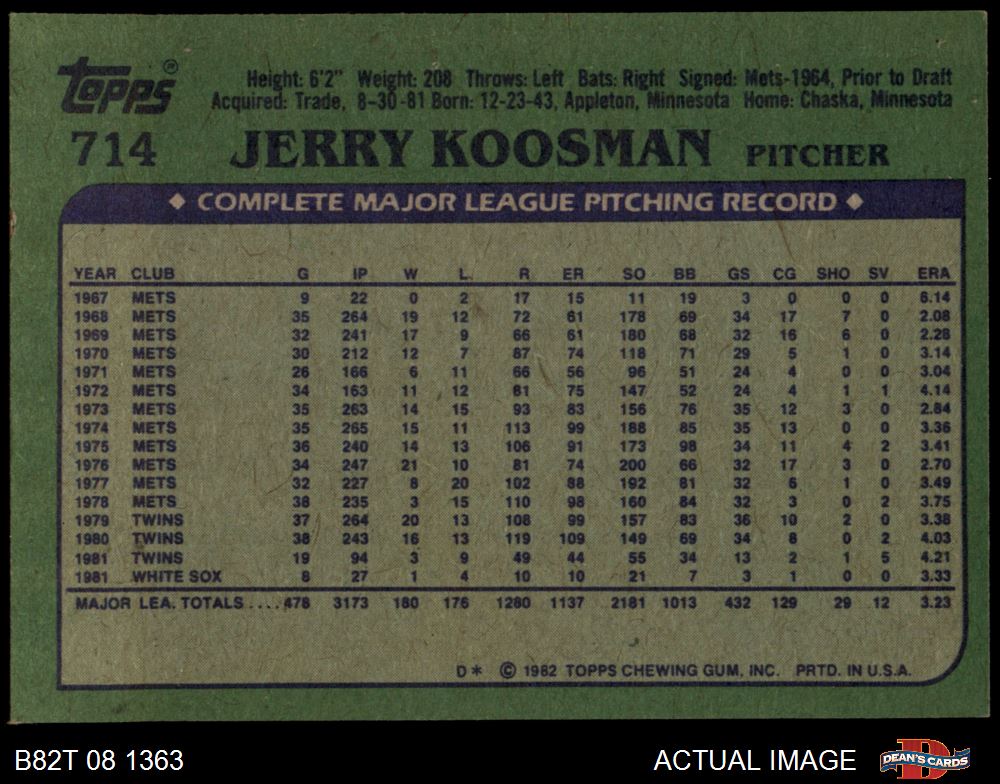 Topps®
Height: 6'2" Weight: 208 Throws: Left Bats: Right Signed: Mets-1964, Prior to Draft
Acquired: Trade, 8-30-81 Born: 12-23-43, Appleton, Minnesota Home: Chaska, Minnesota
714 JERRY KOOSMAN PITCHER
◆ COMPLETE MAJOR LEAGUE PITCHING RECORD ◆
YEAR CLUB G IP W L R ER SO BB GS CG SHO SV ERA
1967 METS 9 22 0 2 17 15 11 19 3 0 0 0 6.14
1968 METS 35 264 19 12 72 61 178 69 34 17 7 0 2.08
1969 METS 32 241 17 9 66 61 180 68 32 16 6 0 2.28
1970 METS 30 212 12 7 87 74 118 71 29 5 1 0 3.14
1971 METS 26 166 6 11 66 56 96 51 24 4 0 0 3.04
1972 METS 34 163 11 12 81 75 147 52 24 4 1 1 4.14
1973 METS 35 263 14 15 93 83 156 76 35 12 3 0 2.84
1974 METS 35 265 15 11 113 99 188 85 35 13 0 0 3.36
1975 METS 36 240 14 13 106 91 173 98 34 11 4 2 3.41
1976 METS 34 247 21 10 81 74 200 66 32 17 3 0 2.70
1977 METS 32 227 8 20 102 88 192 81 32 6 1 0 3.49
1978 METS 38 235 3 15 110 98 160 84 32 3 0 2 3.75
1979 TWINS 37 264 20 13 108 99 157 83 36 10 2 0 3.38
1980 TWINS 38 243 16 13 119 109 149 69 34 8 0 2 4.03
1981 TWINS 19 94 3 9 49 44 55 34 13 2 1 5 4.21
1981 WHITE SOX 8 27 1 4 10 10 21 7 3 1 0 0 3.33
MAJOR LEA. TOTALS .... 478 3173 180 176 1280 1137 2181 1013 432 129 29 12 3.23
D* © 1982 TOPPS CHEWING GUM, INC. PRTD. IN U.S.A.
B82T 08 1363 ACTUAL IMAGE D DEAN'S CARDS